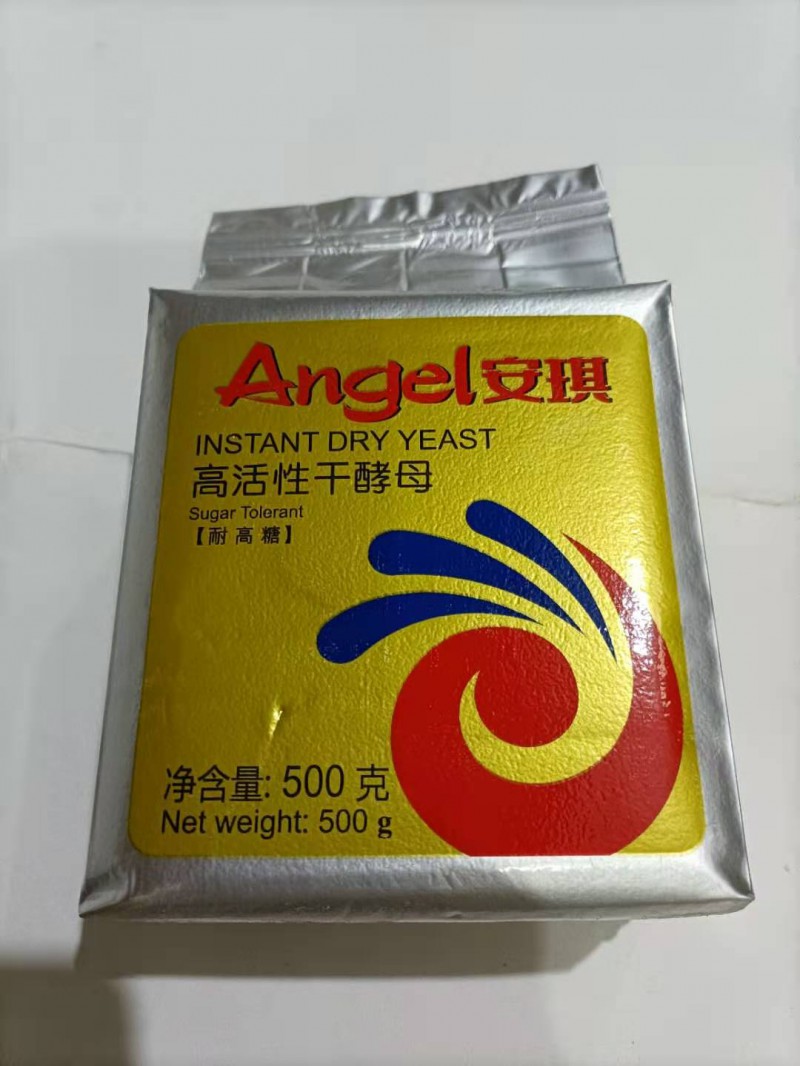 Angel安琪
INSTANT DRY YEAST
高活性干酵母
Sugar Tolerant
【耐高糖】
净含量: 500 克
Net weight: 500 g